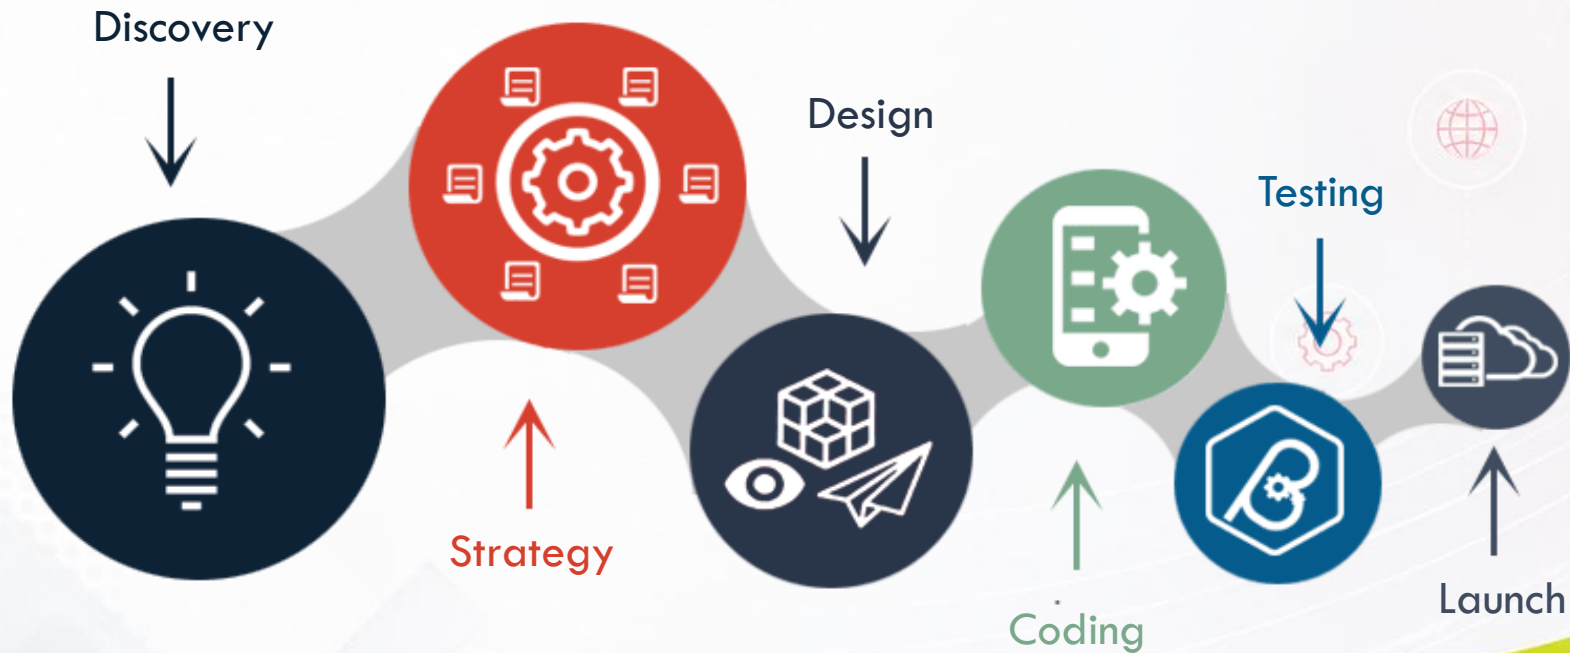 Discovery
Strategy
Design
Coding
Testing
Launch